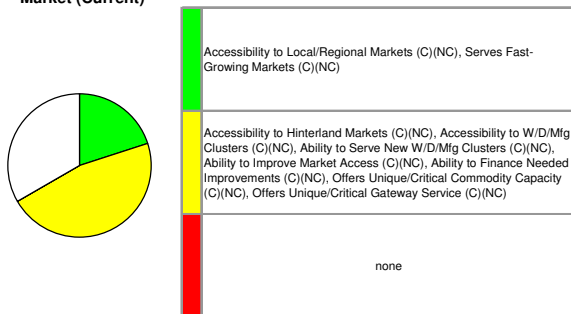 Market (Current)
Accessibility to Local/Regional Markets (C)(NC), Serves Fast-
Growing Markets (C)(NC)
Accessibility to Hinterland Markets (C)(NC), Accessibility to W/D/Mfg
Clusters (C)(NC), Ability to Serve New W/D/Mfg Clusters (C)(NC),
Ability to Improve Market Access (C)(NC), Ability to Finance Needed
Improvements (C)(NC), Offers Unique/Critical Commodity Capacity
(C)(NC), Offers Unique/Critical Gateway Service (C)(NC)
none